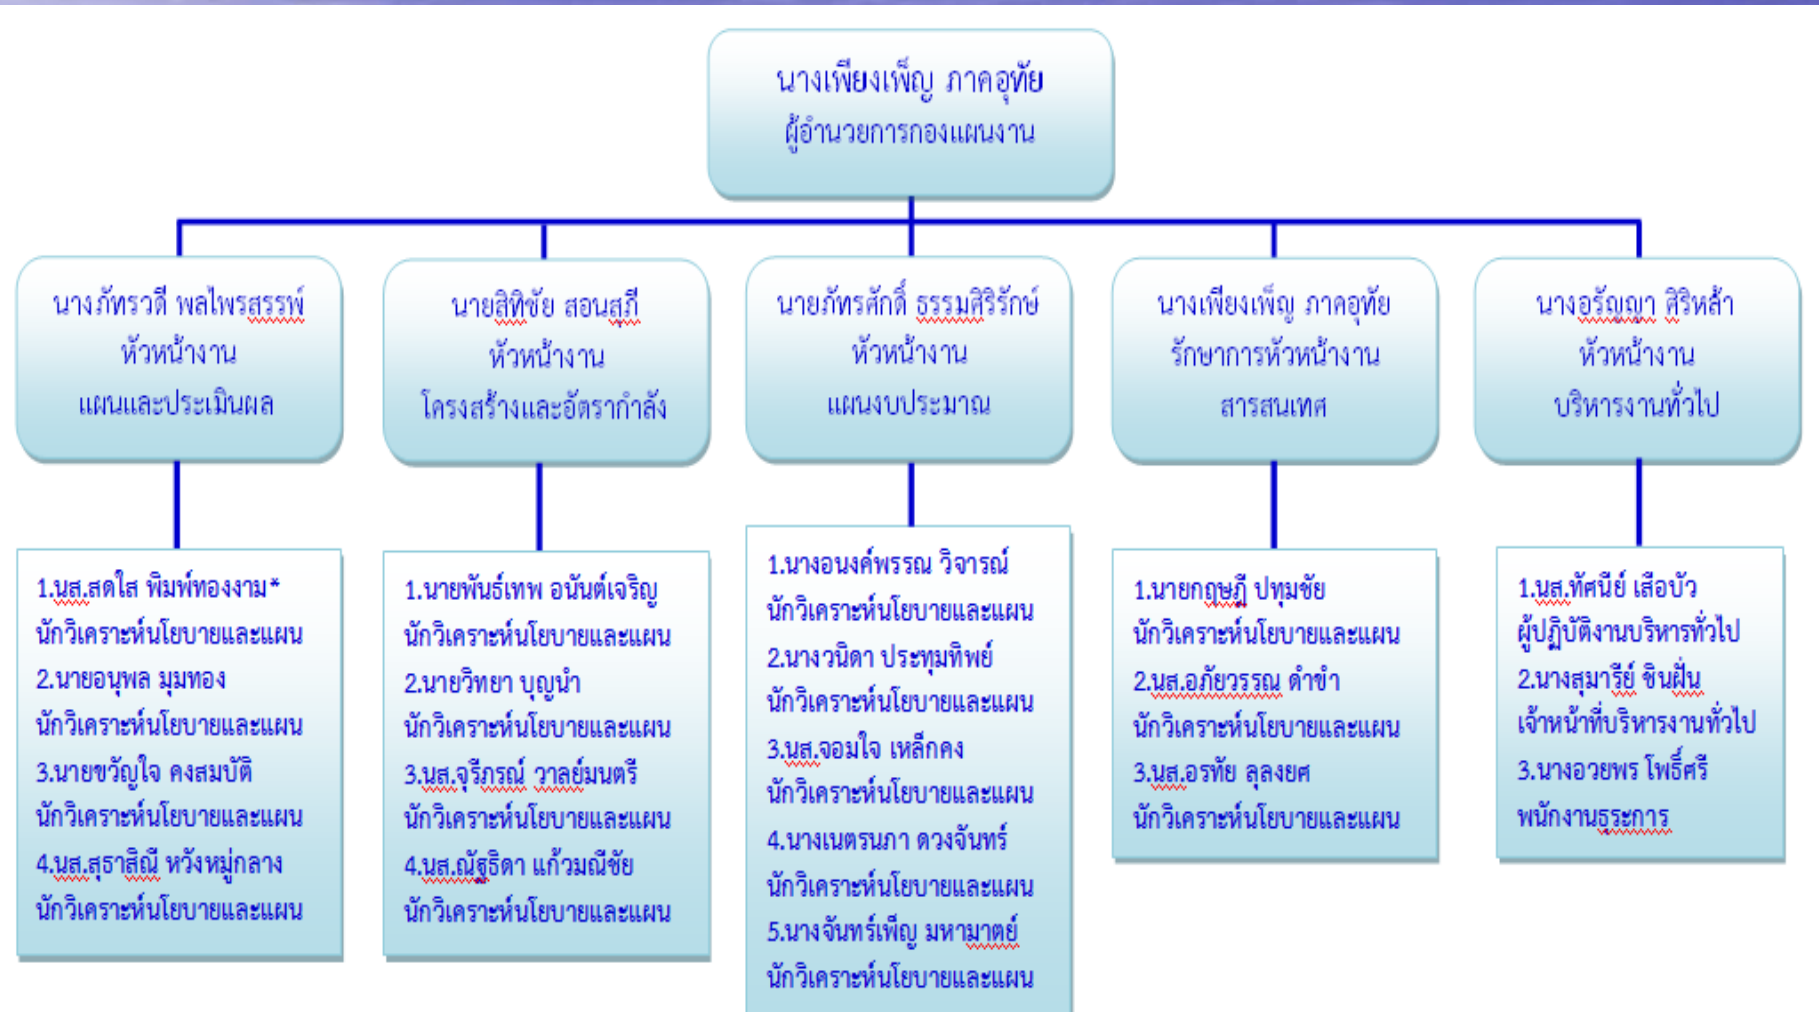 นางเพียงเพ็ญ ภาคอุทัย
ผู้อำนวยการกองแผนงาน
นางภัทรวดี พลไพรสรรพ์
หัวหน้างาน
แผนและประเมินผล
นายสิทิชัย สอนสุภี
หัวหน้างาน
โครงสร้างและอัตรากำลัง
นายภัทรศักดิ์ ธรรมศิริรักษ์
หัวหน้างาน
แผนงบประมาณ
นางเพียงเพ็ญ ภาคอุทัย
รักษาการหัวหน้างาน
สารสนเทศ
นางอรัญญา ศิริหล้า
หัวหน้างาน
บริหารงานทั่วไป
1.นส.สดใส พิมพ์ทองงาม*
นักวิเคราะห์นโยบายและแผน
2.นายอนุพล มุมทอง
นักวิเคราะห์นโยบายและแผน
3.นายขวัญใจ คงสมบัติ
นักวิเคราะห์นโยบายและแผน
4.นส.สุธาสิณี หวังหมู่กลาง
นักวิเคราะห์นโยบายและแผน
1.นายพันธ์เทพ อนันต์เจริญ
นักวิเคราะห์นโยบายและแผน
2.นายวิทยา บุญนำ
นักวิเคราะห์นโยบายและแผน
3.นส.จุรีภรณ์ วาลย์มนตรี
นักวิเคราะห์นโยบายและแผน
4.นส.ณัฐธิดา แก้วมณีชัย
นักวิเคราะห์นโยบายและแผน
1.นางอนงค์พรรณ วิจารณ์
นักวิเคราะห์นโยบายและแผน
2.นางวนิดา ประทุมทิพย์
นักวิเคราะห์นโยบายและแผน
3.นส.จอมใจ เหล็กคง
นักวิเคราะห์นโยบายและแผน
4.นางเนตรนภา ดวงจันทร์
นักวิเคราะห์นโยบายและแผน
5.นางจันทร์เพ็ญ มหามาตย์
นักวิเคราะห์นโยบายและแผน
1.นายกฤษฎี ปทุมชัย
นักวิเคราะห์นโยบายและแผน
2.นส.อภัยวรรณ ดำขำ
นักวิเคราะห์นโยบายและแผน
3.นส.อรทัย ลุลงยศ
นักวิเคราะห์นโยบายและแผน
1.นส.ทัศนีย์ เสือบัว
ผู้ปฏิบัติงานบริหารทั่วไป
2.นางสุมารีย์ ชินฝั่น
เจ้าหน้าที่บริหารงานทั่วไป
3.นางอวยพร โพธิ์ศรี
พนักงานธุระการ